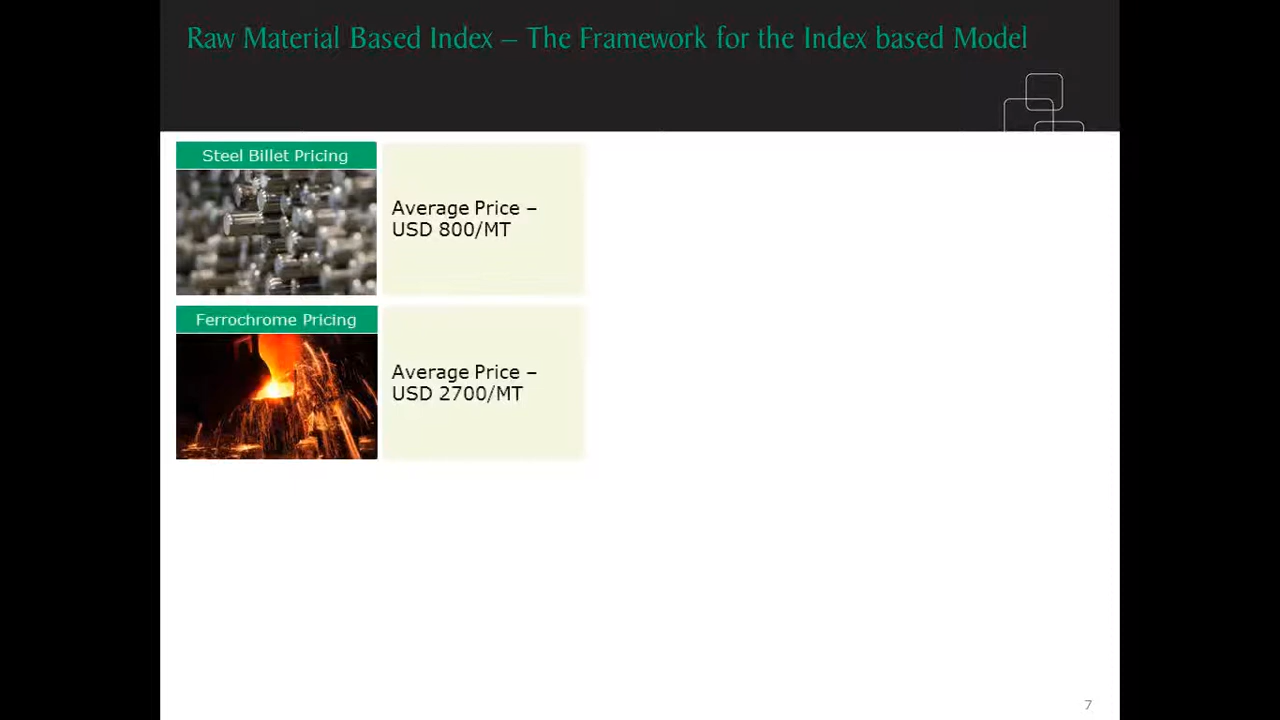 Raw Material Based Index – The Framework for the Index based Model
Steel Billet Pricing
Average Price –
USD 800/MT
Ferrochrome Pricing
Average Price –
USD 2700/MT
7